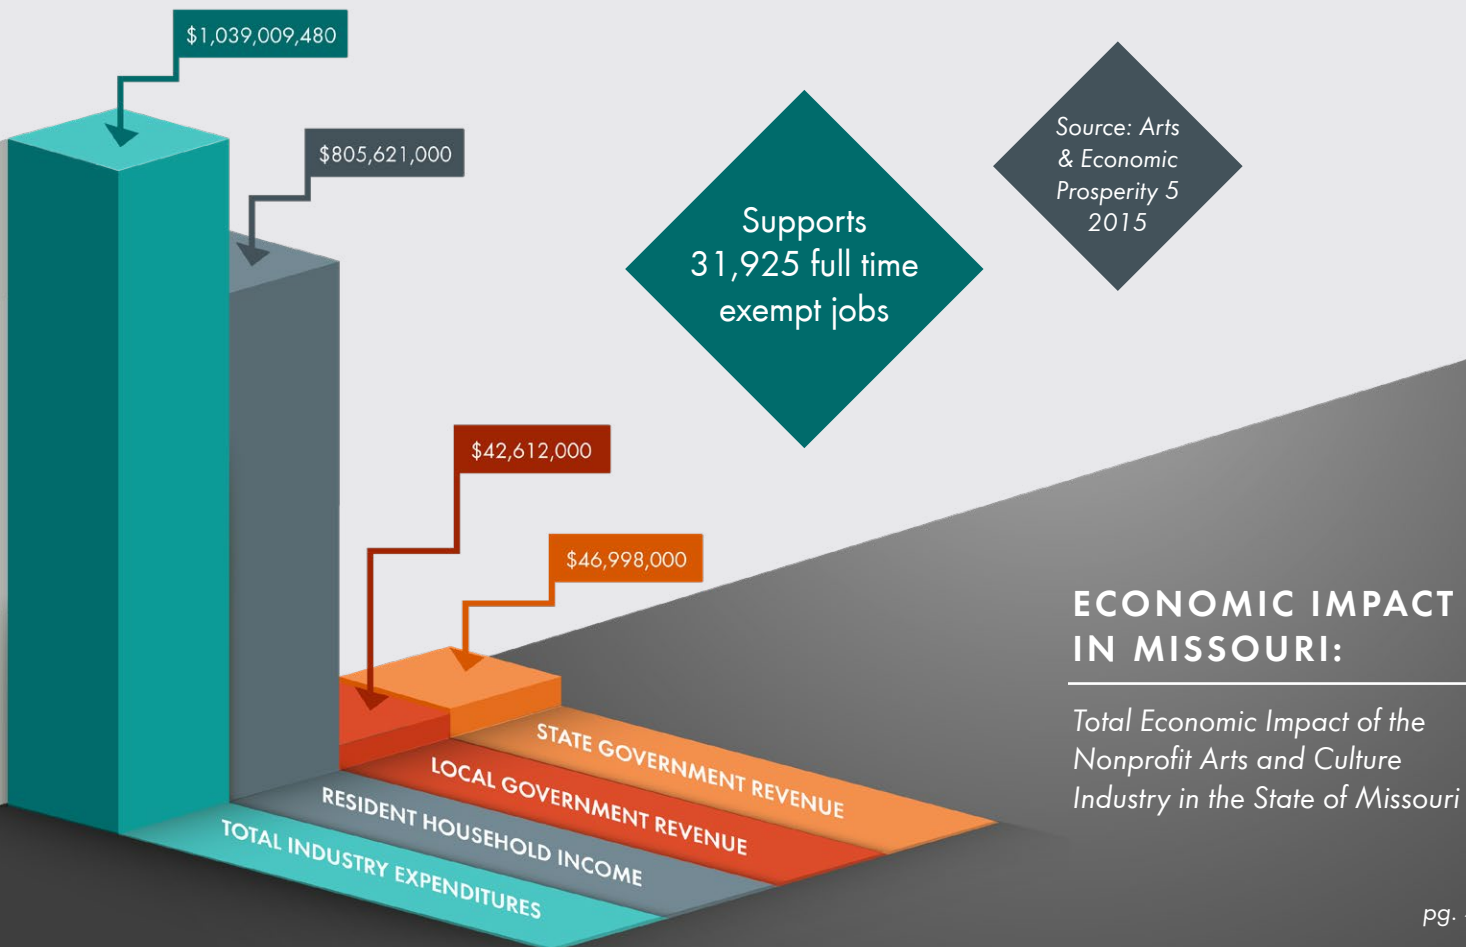 $1,039,009,480
$805,621,000
$42,612,000
$46,998,000
Supports
31,925 full time
exempt jobs
Source: Arts
& Economic
Prosperity 5
2015
STATE GOVERNMENT REVENUE
LOCAL GOVERNMENT REVENUE
RESIDENT HOUSEHOLD INCOME
TOTAL INDUSTRY EXPENDITURES
ECONOMIC IMPACT
IN MISSOURI:
Total Economic Impact of the
Nonprofit Arts and Culture
Industry in the State of Missouri
pg.